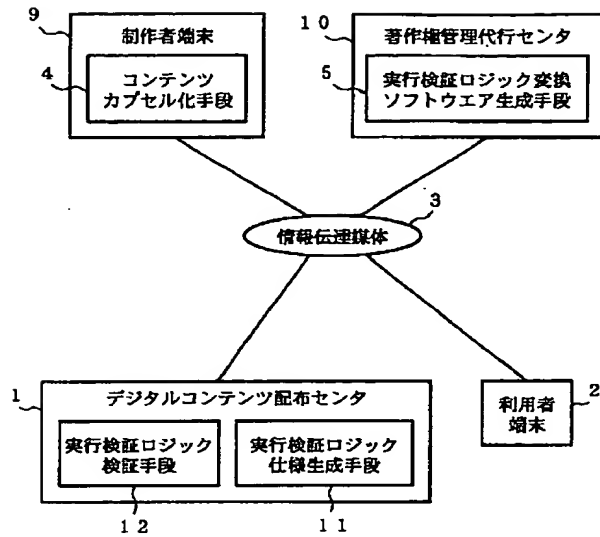 9
制作者端末
4
コンテンツ
カプセル化手段
10
著作権管理代行センタ
5
実行検証ロジック変換
ソフトウエア生成手段
3
情報伝達媒体
1
デジタルコンテンツ配布センタ
実行検証ロジック
検証手段
実行検証ロジック
仕様生成手段
12
11
利用者
端末
2